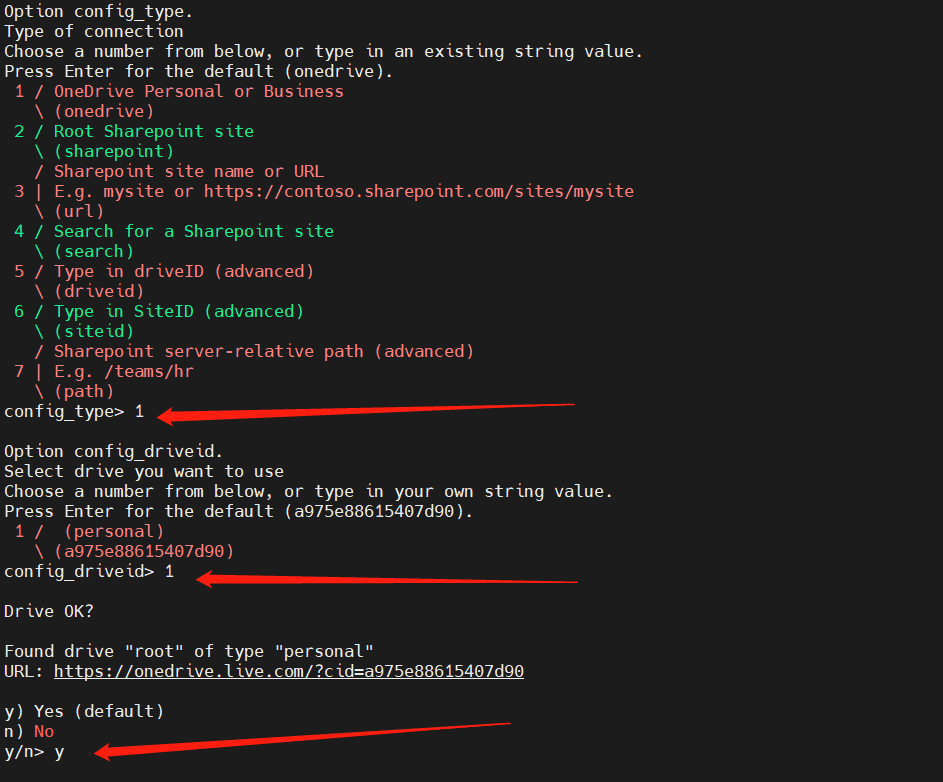 Option config_type.
Type of connection
Choose a number from below, or type in an existing string value.
Press Enter for the default (onedrive).
 1 / OneDrive Personal or Business
   \ (onedrive)
 2 / Root Sharepoint site
   \ (sharepoint)
   / Sharepoint site name or URL
 3 | E.g. mysite or https://contoso.sharepoint.com/sites/mysite
   \ (url)
 4 / Search for a Sharepoint site
   \ (search)
 5 / Type in driveID (advanced)
   \ (driveid)
 6 / Type in SiteID (advanced)
   \ (siteid)
   / Sharepoint server-relative path (advanced)
 7 | E.g. /teams/hr
   \ (path)
config_type> 1
Option config_driveid.
Select drive you want to use
Choose a number from below, or type in your own string value.
Press Enter for the default (a975e88615407d90).
 1 /  (personal)
   \ (a975e88615407d90)
config_driveid> 1
Drive OK?
Found drive "root" of type "personal"
URL: https://onedrive.live.com/?cid=a975e88615407d90
y) Yes (default)
n) No
y/n> y